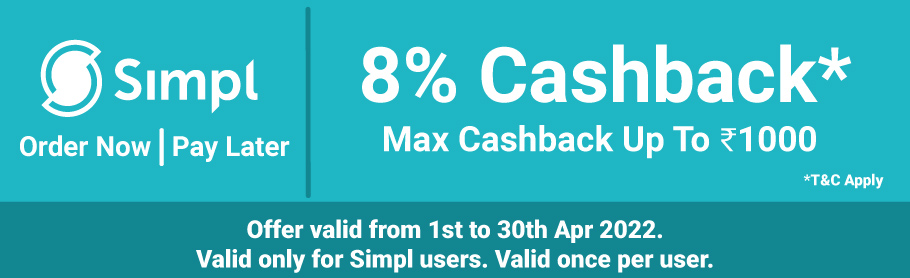 Simpl
Order Now | Pay Later
8% Cashback*
Max Cashback Up To ₹1000
*T&C Apply
Offer valid from 1st to 30th Apr 2022.
Valid only for Simpl users. Valid once per user.